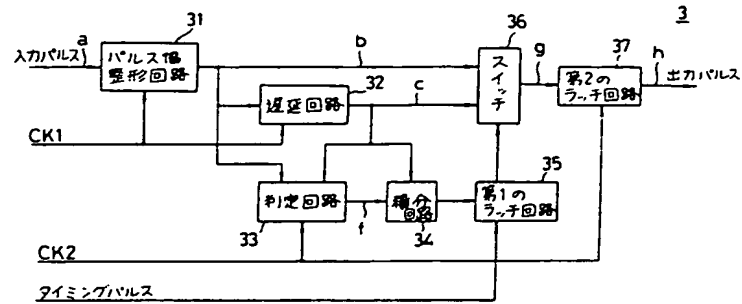 3
31
36
37
入力パルス
a
パルス幅
整形回路
b
スイッチ
g
第2の
ラッチ回路
h
出力パルス
32
遅延回路
c
CK1
35
判定回路
33
f
積分
回路
34
第1の
ラッチ回路
CK2
タイミングパルス